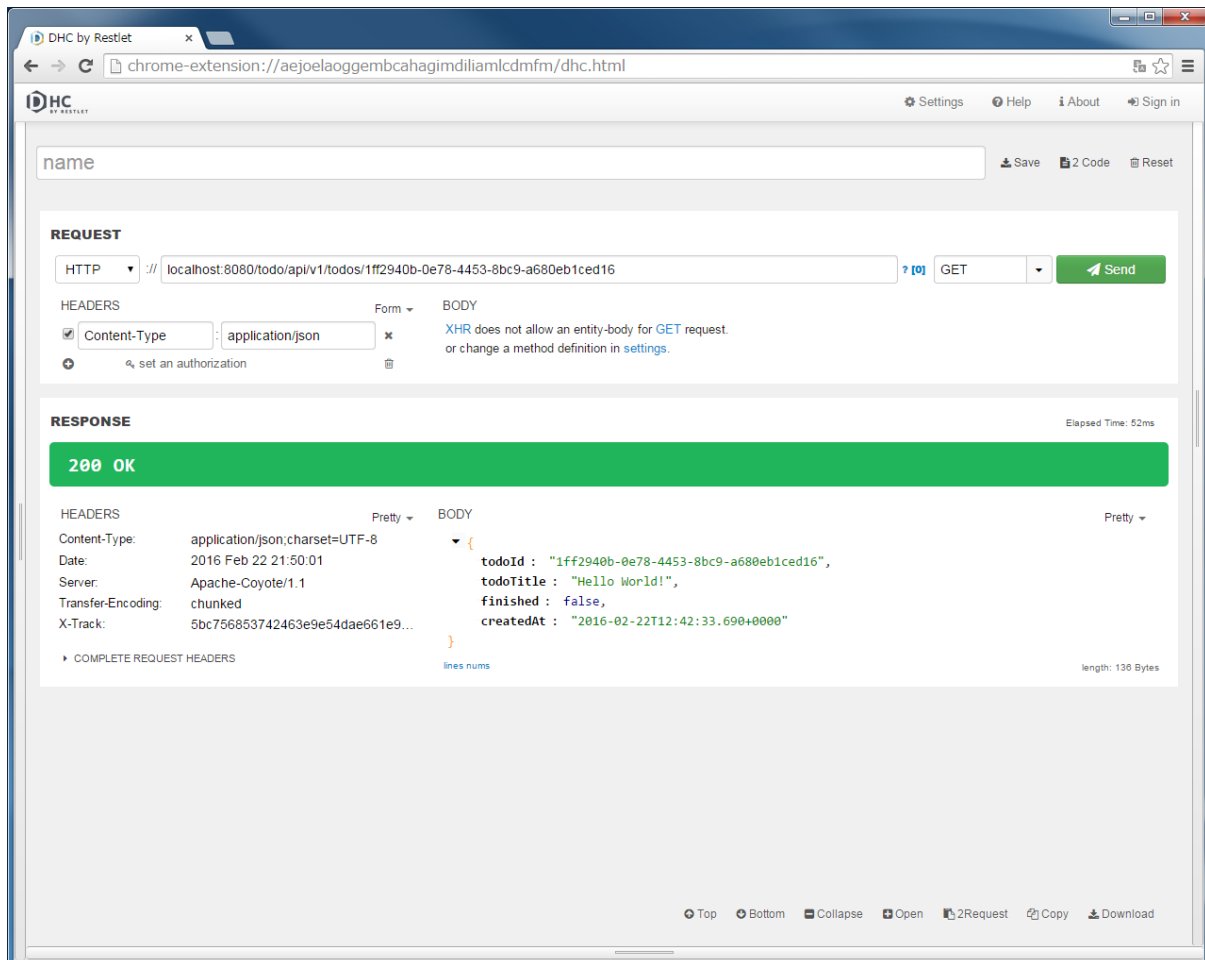 DHC by Restlet
chrome-extension://aejoelaoggembcahagimdiliamlcdmfm/dhc.html
DHC BY RESTLET
Settings Help About Sign in
name
Save 2 Code Reset
REQUEST
HTTP :// localhost:8080/todo/api/v1/todos/1ff2940b-0e78-4453-8bc9-a680eb1ced16 ? [0] GET Send
HEADERS Form BODY
Content-Type : application/json
XHR does not allow an entity-body for GET request.
or change a method definition in settings.
set an authorization
RESPONSE
Elapsed Time: 52ms
200 OK
HEADERS Pretty BODY Pretty
Content-Type: application/json;charset=UTF-8
Date: 2016 Feb 22 21:50:01
Server: Apache-Coyote/1.1
Transfer-Encoding: chunked
X-Track: 5bc756853742463e9e54dae661e9...
COMPLETE REQUEST HEADERS
{
todoId : "1ff2940b-0e78-4453-8bc9-a680eb1ced16",
todoTitle : "Hello World!",
finished : false,
createdAt : "2016-02-22T12:42:33.690+0000"
}
lines nums
length: 136 Bytes
Top Bottom Collapse Open 2Request Copy Download